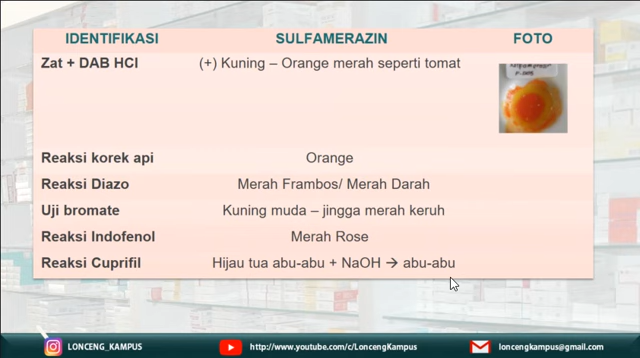 IDENTIFIKASI SULFAMERAZIN FOTO
Zat + DAB HCl (+) Kuning – Orange merah seperti tomat
Reaksi korek api Orange
Reaksi Diazo Merah Frambos/ Merah Darah
Uji bromate Kuning muda – jingga merah keruh
Reaksi Indofenol Merah Rose
Reaksi Cuprifil Hijau tua abu-abu + NaOH → abu-abu
LONCENG_KAMPUS http://www.youtube.com/c/LoncengKampus loncengkampus@gmail.com